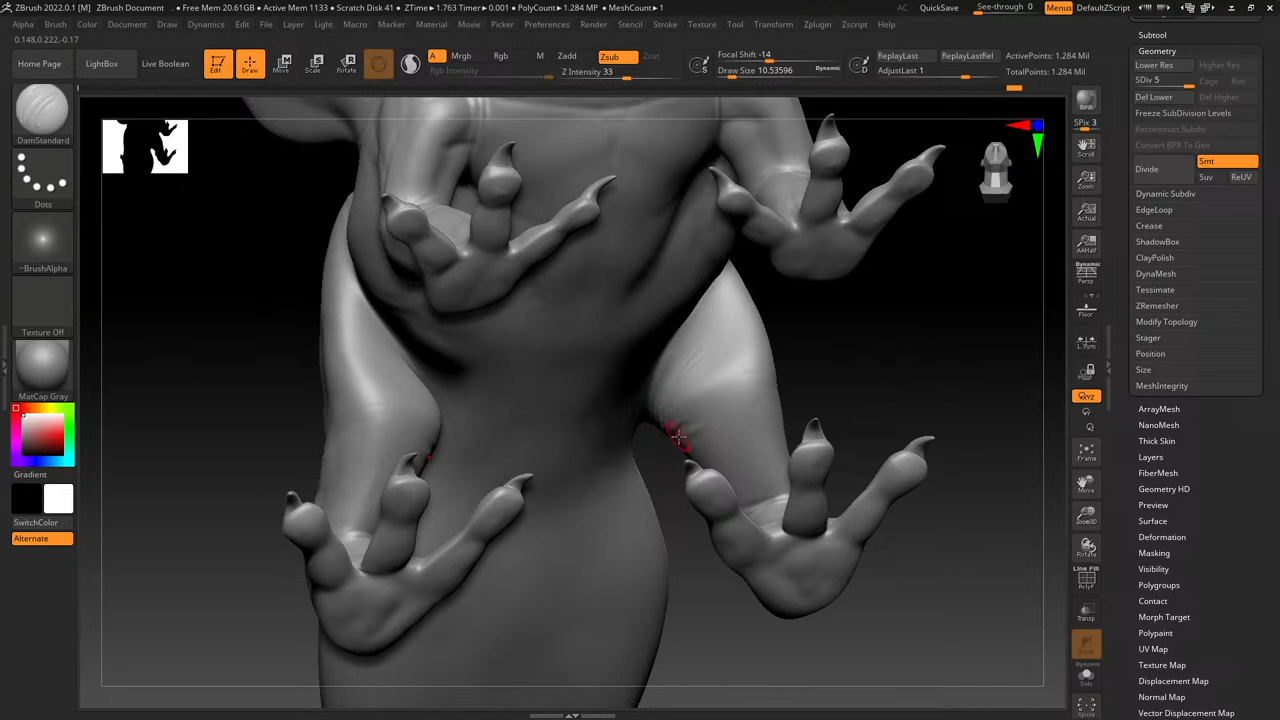 ZBrush 2022.0.1 [M] ZBrush Document . • Free Mem 20.61GB • Active Mem 1133 • Scratch Disk 41 • ZTime▸1.763 Timer▸0.001 • PolyCount▸1.284 MP • MeshCount▸1
AC QuickSave See-through 0 Menus DefaultZScript
Alpha Brush Color Document Draw Dynamics Edit File Layer Light Macro Marker Material Movie Picker Preferences Render Stencil Stroke Texture Tool Transform Zplugin Zscript Help
0.148,0.222,-0.17
Home Page LightBox Live Boolean
Edit Draw Move Scale Rotate
A Mrgb Rgb M Zadd Zsub Zcut
Rgb Intensity Z Intensity 33
S Focal Shift -14
Draw Size 10.53596 Dynamic
D ReplayLast ReplayLastRel
AdjustLast 1
ActivePoints: 1.284 Mil
TotalPoints: 1.284 Mil
DamStandard
Dots
~BrushAlpha
Texture Off
MatCap Gray
Gradient
SwitchColor
Alternate
BPR
SPix 3
Scroll
Zoom
Actual
AAHalf
Dynamic
Persp
Floor
L.Sym
XYZ
Frame
Move
Zoom3D
Rotate
Line Fill
PolyF
Transp
Dynamic
Solo
Xpose
Subtool
Geometry
Lower Res Higher Res
SDiv 5 Cage Rstr
Del Lower Del Higher
Freeze SubDivision Levels
Reconstruct Subdiv
Convert BPR To Geo
Divide Smt
Suv ReUV
Dynamic Subdiv
EdgeLoop
Crease
ShadowBox
ClayPolish
DynaMesh
Tessimate
ZRemesher
Modify Topology
Stager
Position
Size
MeshIntegrity
ArrayMesh
NanoMesh
Thick Skin
Layers
FiberMesh
Geometry HD
Preview
Surface
Deformation
Masking
Visibility
Polygroups
Contact
Morph Target
Polypaint
UV Map
Texture Map
Displacement Map
Normal Map
Vector Displacement Map